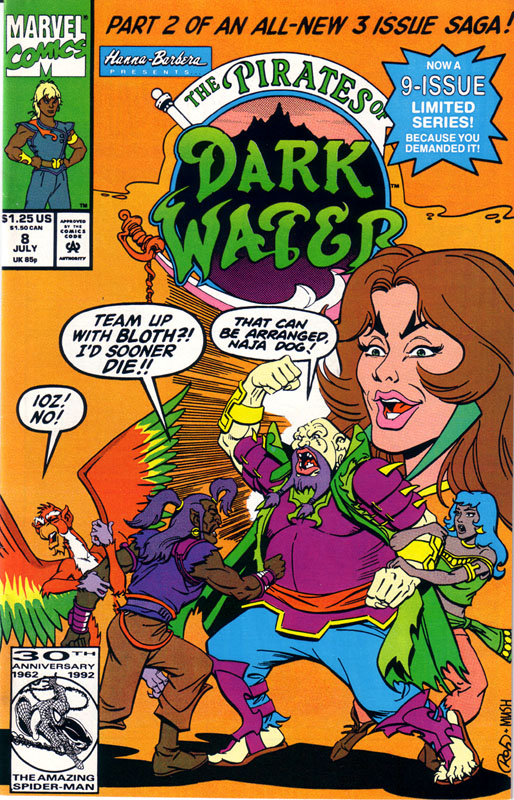 PART 2 OF AN ALL-NEW 3 ISSUE SAGA!
MARVEL
COMICS
M
TM
$1.25 US
$1.50 CAN
8
JULY
UK 85p
APPROVED
BY THE
COMICS
CODE
CA
AUTHORITY
Hanna-Barbera
PRESENTS
THE PIRATES OF
DARK
WATER
TM
NOW A
9-ISSUE
LIMITED
SERIES!
BECAUSE YOU
DEMANDED IT!
IOZ!
NO!
TEAM UP
WITH BLOTH?!
I'D SOONER
DIE!!
THAT CAN
BE ARRANGED,
NAJA DOG!
30TH
ANNIVERSARY
1962 1992
THE AMAZING
SPIDER-MAN